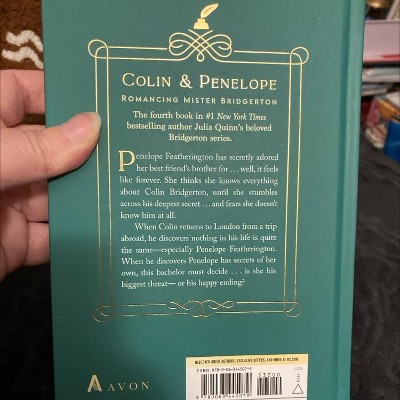 COLIN & PENELOPE
ROMANCING MISTER BRIDGERTON
The fourth book in #1 New York Times
bestselling author Julia Quinn's beloved
Bridgerton series.
Penelope Featherington has secretly adored
her best friend's brother for . . . well, it feels
like forever. She thinks she knows everything
about Colin Bridgerton, until she stumbles
across his deepest secret . . . and fears she doesn't
know him at all.
When Colin returns to London from a trip
abroad, he discovers nothing in his life is quite
the same—especially Penelope Featherington.
When he discovers Penelope has secrets of her
own, this bachelor must decide . . . is she his
biggest threat— or his happy ending?
AVON